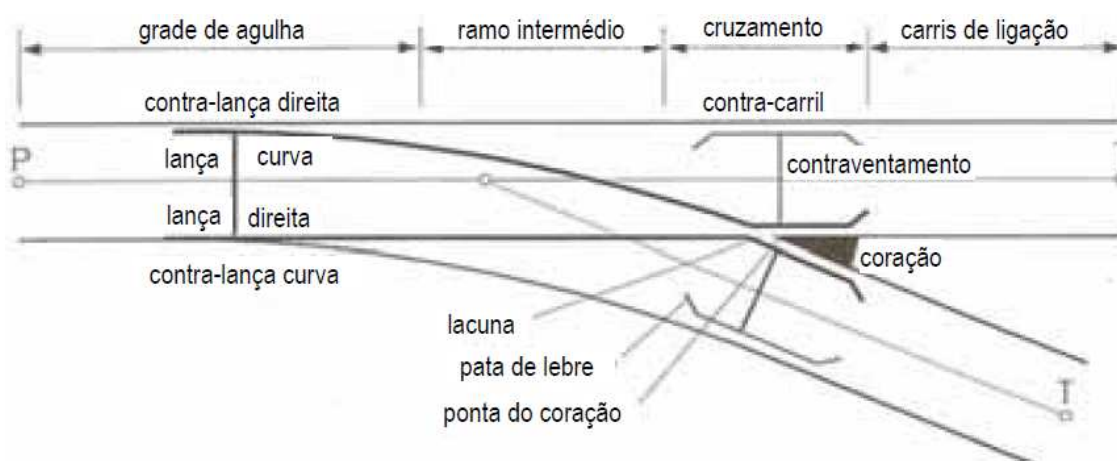 grade de agulha ramo intermédio cruzamento carris de ligação
contra-lança direita contra-carril
P lança curva contraventamento
lança direita
contra-lança curva coração
lacuna
pata de lebre
ponta do coração T